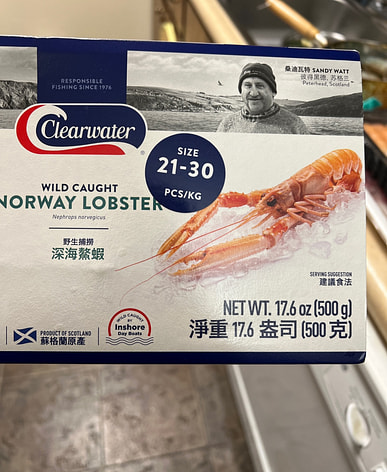 RESPONSIBLE
FISHING SINCE 1976
桑迪瓦特 SANDY WATT
彼得黑德, 苏格兰
Peterhead, Scotland
Clearwater
®
SIZE
21-30
PCS/KG
WILD CAUGHT
NORWAY LOBSTER
Nephrops norvegicus
野生捕撈
深海鰲蝦
SERVING SUGGESTION
建議食法
NET WT. 17.6 oz (500 g)
淨重 17.6 盎司 (500 克)
PRODUCT OF SCOTLAND
蘇格蘭原產
WILD CAUGHT
BY
Inshore
Day Boats